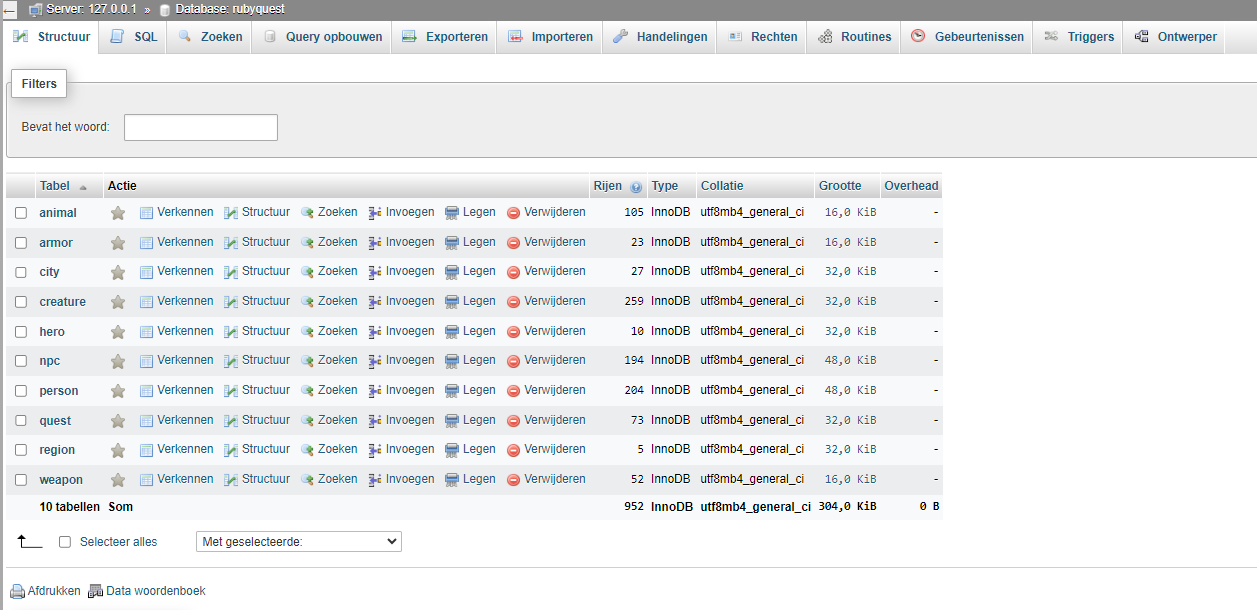 Server: 127.0.0.1 » Database: rubyquest
Structuur SQL Zoeken Query opbouwen Exporteren Importeren Handelingen Rechten Routines Gebeurtenissen Triggers Ontwerper
Filters
Bevat het woord:
Tabel Actie Rijen Type Collatie Grootte Overhead
animal Verkennen Structuur Zoeken Invoegen Legen Verwijderen 105 InnoDB utf8mb4_general_ci 16,0 KiB -
armor Verkennen Structuur Zoeken Invoegen Legen Verwijderen 23 InnoDB utf8mb4_general_ci 16,0 KiB -
city Verkennen Structuur Zoeken Invoegen Legen Verwijderen 27 InnoDB utf8mb4_general_ci 32,0 KiB -
creature Verkennen Structuur Zoeken Invoegen Legen Verwijderen 259 InnoDB utf8mb4_general_ci 32,0 KiB -
hero Verkennen Structuur Zoeken Invoegen Legen Verwijderen 10 InnoDB utf8mb4_general_ci 32,0 KiB -
npc Verkennen Structuur Zoeken Invoegen Legen Verwijderen 194 InnoDB utf8mb4_general_ci 48,0 KiB -
person Verkennen Structuur Zoeken Invoegen Legen Verwijderen 204 InnoDB utf8mb4_general_ci 48,0 KiB -
quest Verkennen Structuur Zoeken Invoegen Legen Verwijderen 73 InnoDB utf8mb4_general_ci 32,0 KiB -
region Verkennen Structuur Zoeken Invoegen Legen Verwijderen 5 InnoDB utf8mb4_general_ci 32,0 KiB -
weapon Verkennen Structuur Zoeken Invoegen Legen Verwijderen 52 InnoDB utf8mb4_general_ci 16,0 KiB -
10 tabellen Som 952 InnoDB utf8mb4_general_ci 304,0 KiB 0 B
Selecteer alles Met geselecteerde:
Afdrukken Data woordenboek